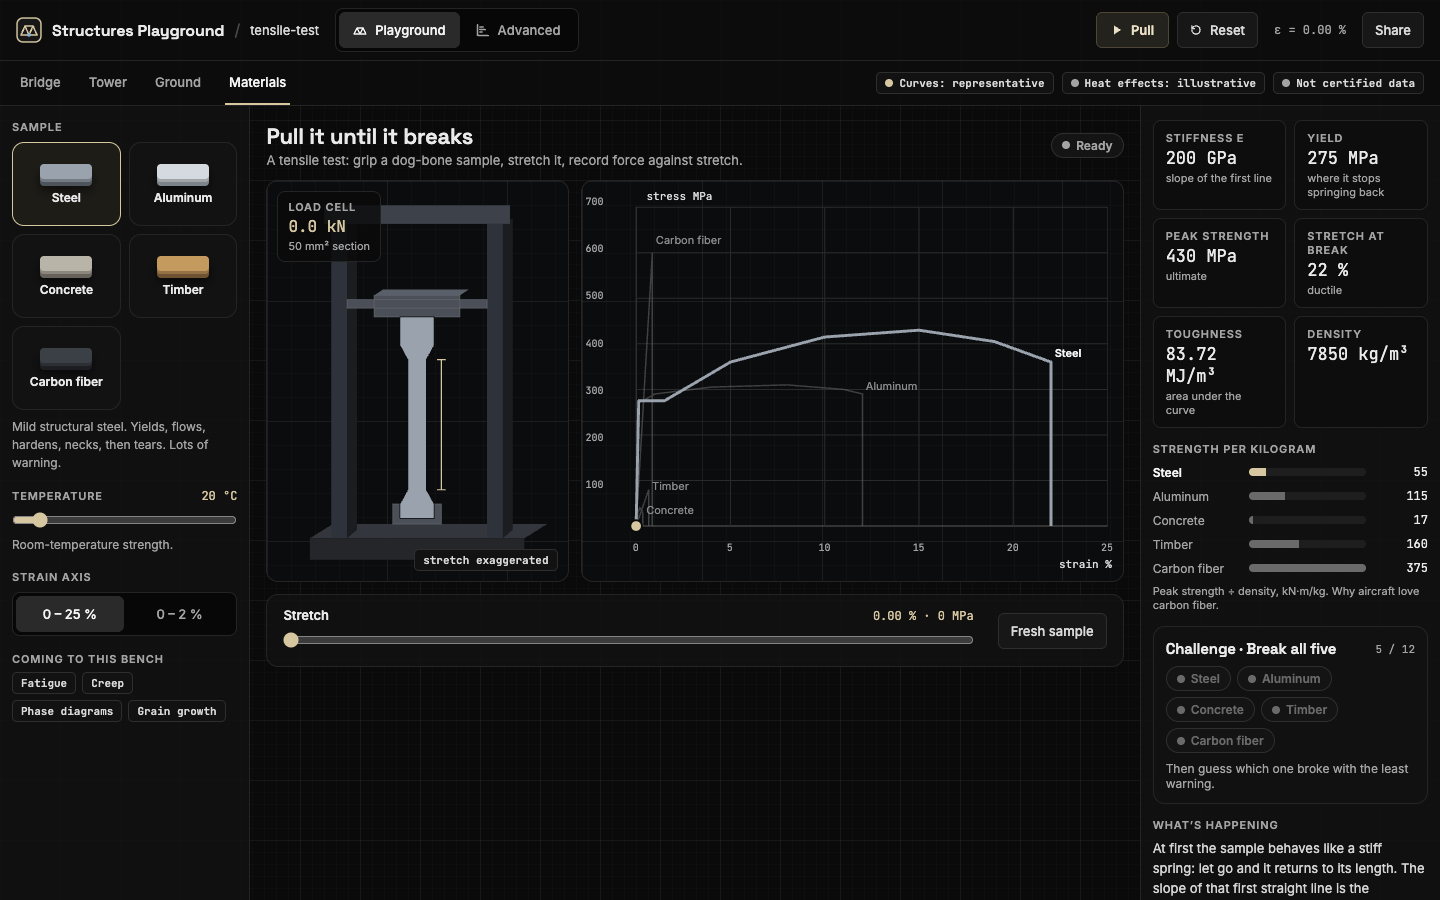 Structures Playground / tensile-test
Playground
Advanced
Pull
Reset
ε = 0.00 %
Share
Bridge
Tower
Ground
Materials
Curves: representative
Heat effects: illustrative
Not certified data
SAMPLE
Steel
Aluminum
Concrete
Timber
Carbon fiber
Mild structural steel. Yields, flows,
hardens, necks, then tears. Lots of
warning.
TEMPERATURE
20 °C
Room-temperature strength.
STRAIN AXIS
0 – 25 %
0 – 2 %
COMING TO THIS BENCH
Fatigue
Creep
Phase diagrams
Grain growth
Pull it until it breaks
A tensile test: grip a dog-bone sample, stretch it, record force against stretch.
Ready
LOAD CELL
0.0 kN
50 mm² section
stretch exaggerated
stress MPa
700
600
500
400
300
200
100
Carbon fiber
Steel
Aluminum
Timber
Concrete
0
5
10
15
20
25
strain %
Stretch
0.00 % · 0 MPa
Fresh sample
STIFFNESS E
200 GPa
slope of the first line
YIELD
275 MPa
where it stops
springing back
PEAK STRENGTH
430 MPa
ultimate
STRETCH AT
BREAK
22 %
ductile
TOUGHNESS
83.72
MJ/m³
area under the
curve
DENSITY
7850 kg/m³
STRENGTH PER KILOGRAM
Steel 55
Aluminum 115
Concrete 17
Timber 160
Carbon fiber 375
Peak strength ÷ density, kN·m/kg. Why aircraft love
carbon fiber.
Challenge · Break all five
5 / 12
Steel
Aluminum
Concrete
Timber
Carbon fiber
Then guess which one broke with the least
warning.
WHAT'S HAPPENING
At first the sample behaves like a stiff
spring: let go and it returns to its length. The
slope of that first straight line is the